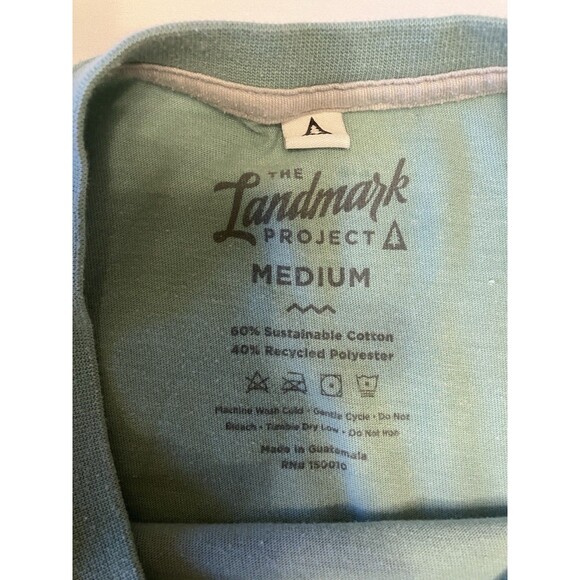 THE
Landmark
PROJECT
MEDIUM
60% Sustainable Cotton
40% Recycled Polyester
Machine Wash Cold • Gentle Cycle • Do Not
Bleach • Tumble Dry Low • Do Not Iron
Made in Guatemala
RN# 150010